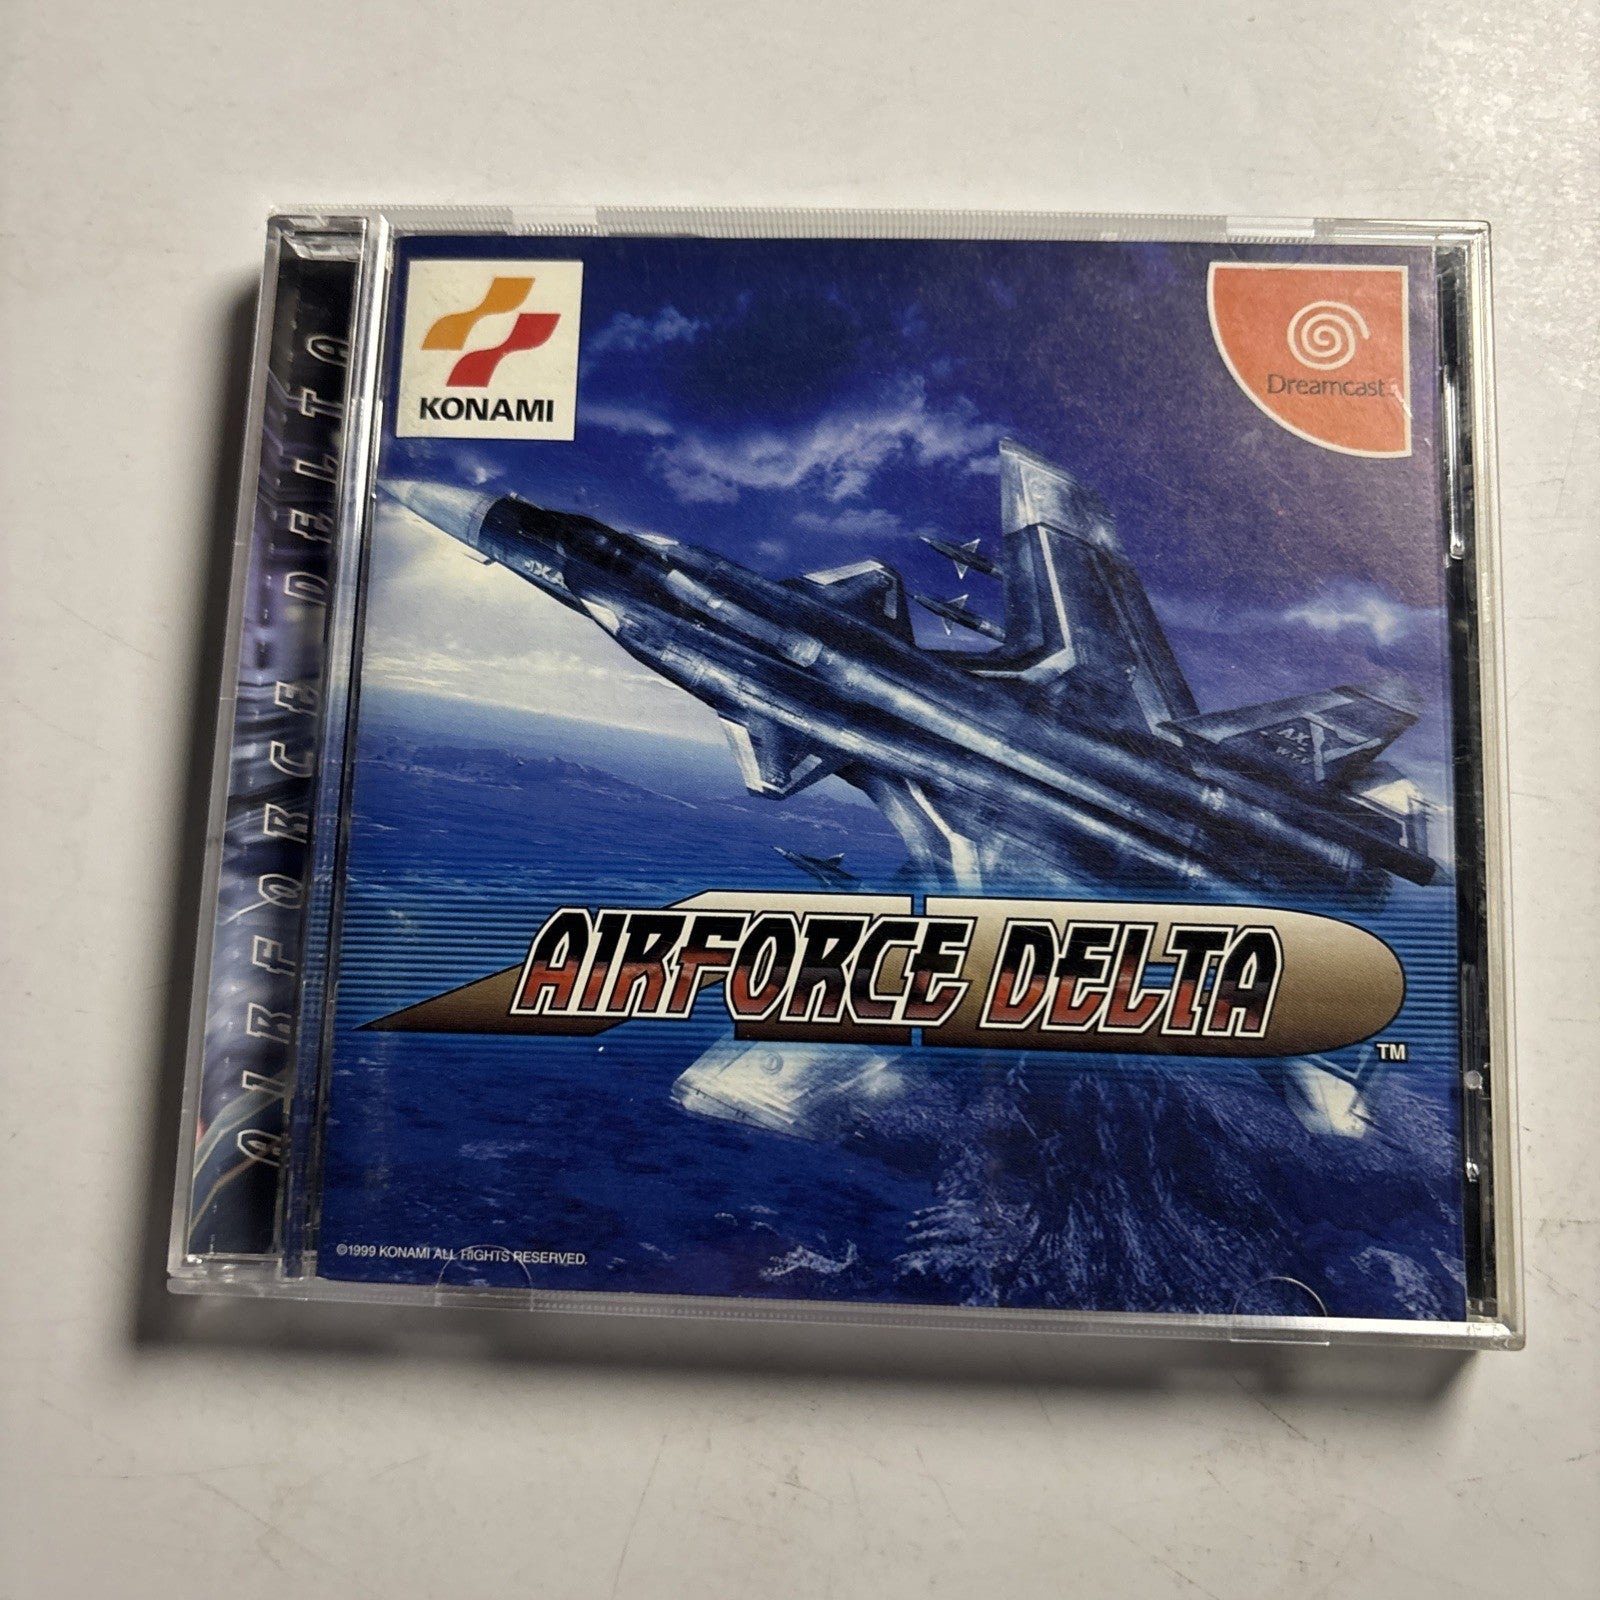 KONAMI
Dreamcast
AIRFORCE DELTA
AIRFORCE DELTA
TM
©1999 KONAMI ALL RIGHTS RESERVED.